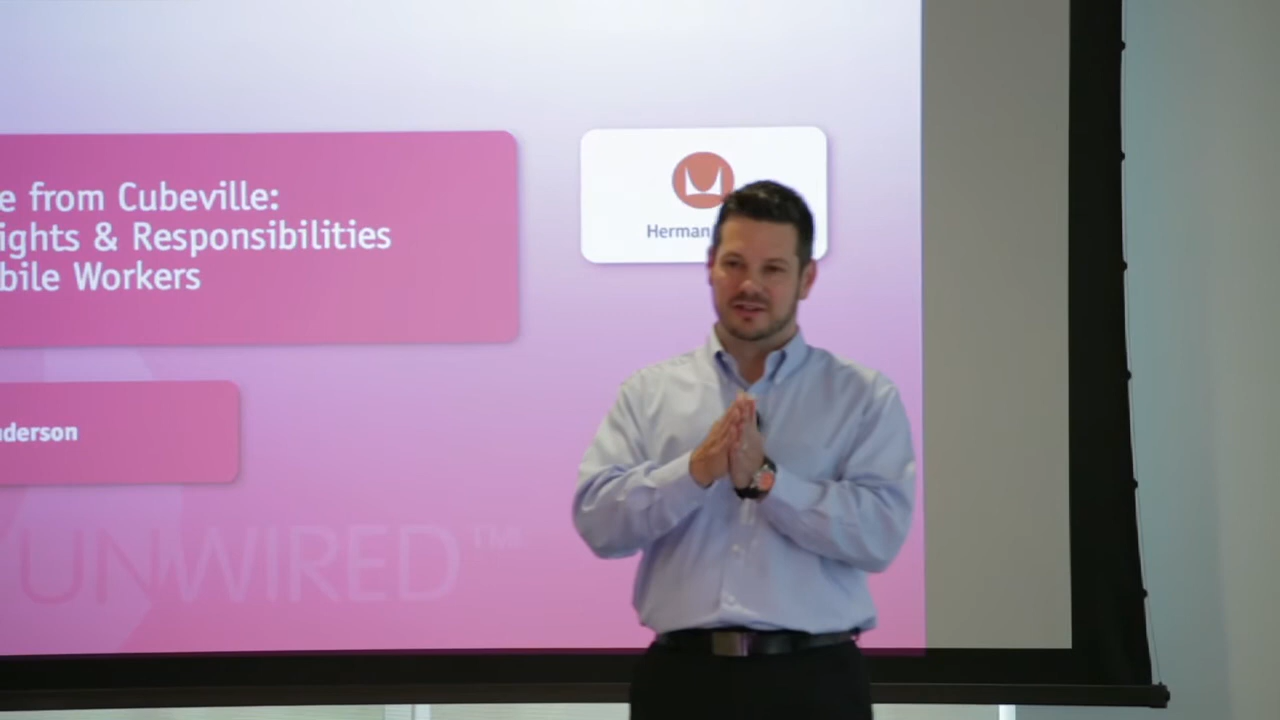 e from Cubeville:
ights & Responsibilities
bile Workers
Herman
nderson
UNWIRED™